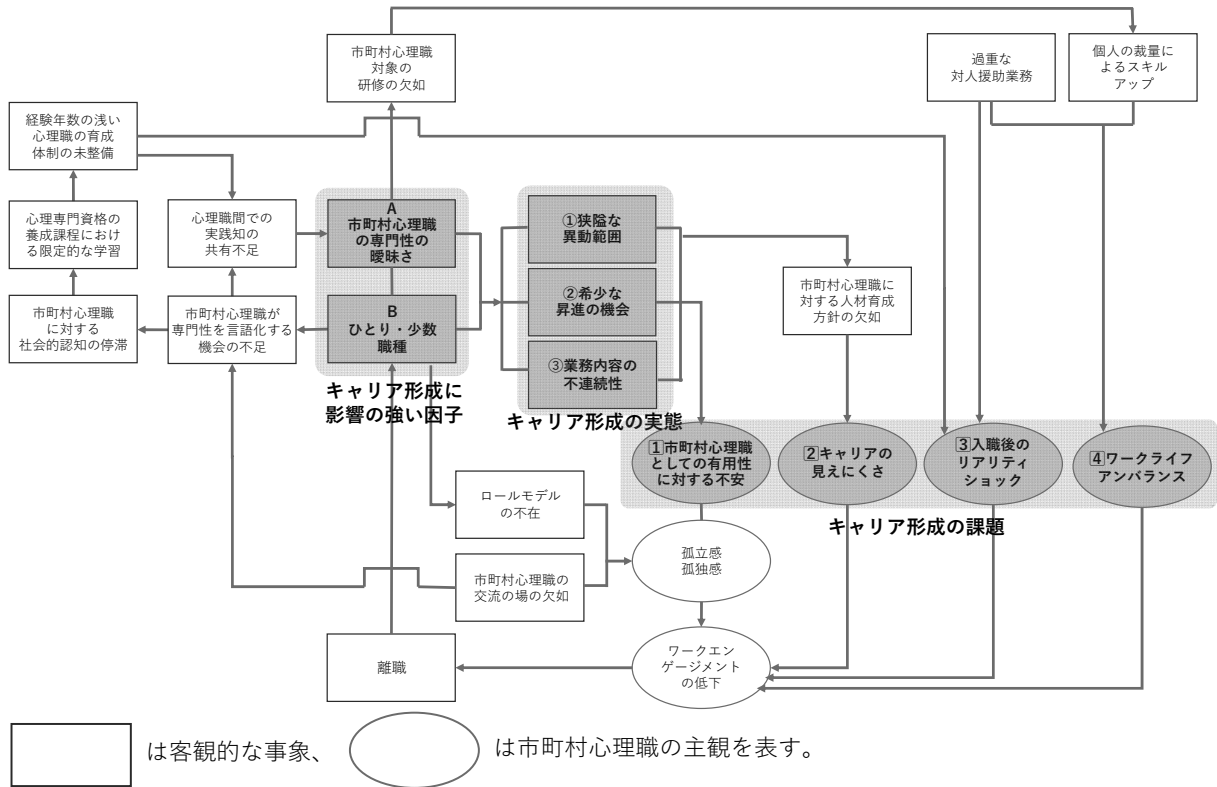 市町村心理職
対象の
研修の欠如
過重な
対人援助業務
個人の裁量に
よるスキル
アップ
経験年数の浅い
心理職の育成
体制の未整備
心理専門資格の
養成課程におけ
る限定的な学習
心理職間での
実践知の
共有不足
A
市町村心理職
の専門性の
曖昧さ
①狭隘な
異動範囲
②希少な
昇進の機会
③業務内容の
不連続性
市町村心理職に
対する人材育成
方針の欠如
市町村心理職
に対する
社会的認知の停滞
市町村心理職が
専門性を言語化する
機会の不足
B
ひとり・少数
職種
キャリア形成に
影響の強い因子
キャリア形成の実態
1市町村心理職
としての有用性
に対する不安
2キャリアの
見えにくさ
3入職後の
リアリティ
ショック
4ワークライフ
アンバランス
キャリア形成の課題
ロールモデル
の不在
市町村心理職の
交流の場の欠如
孤立感
孤独感
離職
ワークエン
ゲージメント
の低下
は客観的な事象、
は市町村心理職の主観を表す。